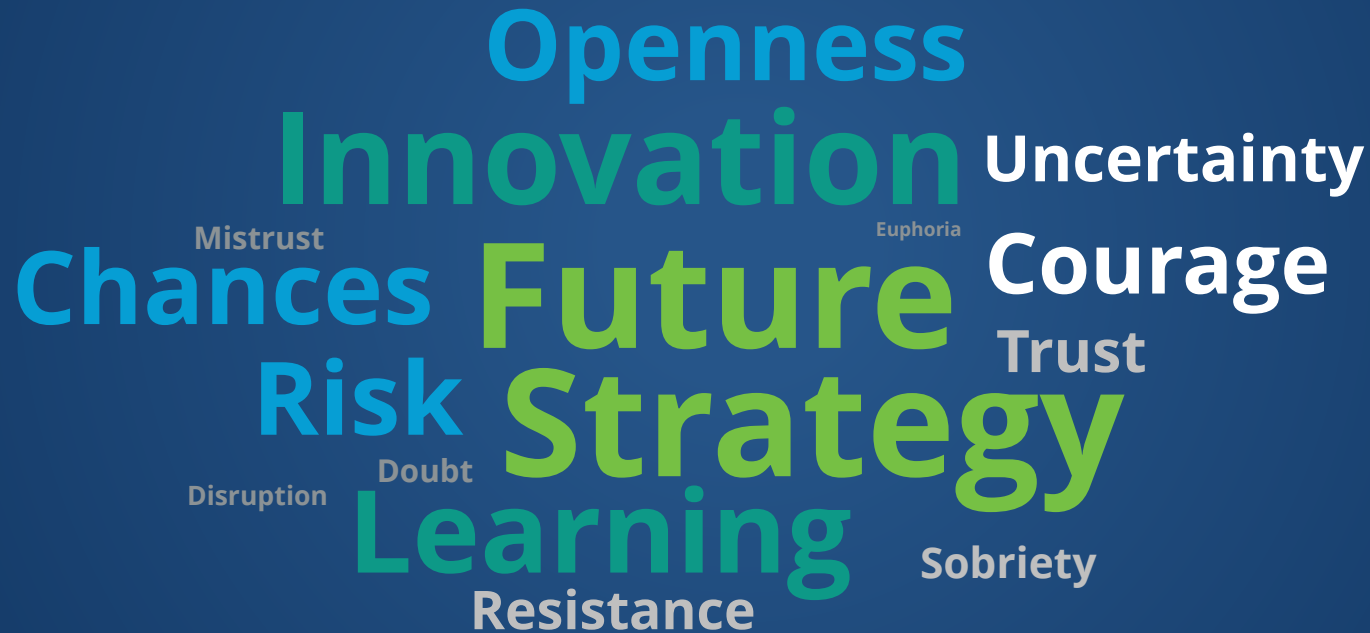 Openness
Innovation
Uncertainty
Mistrust
Euphoria
Chances
Future
Courage
Trust
Risk
Strategy
Doubt
Disruption
Learning
Sobriety
Resistance